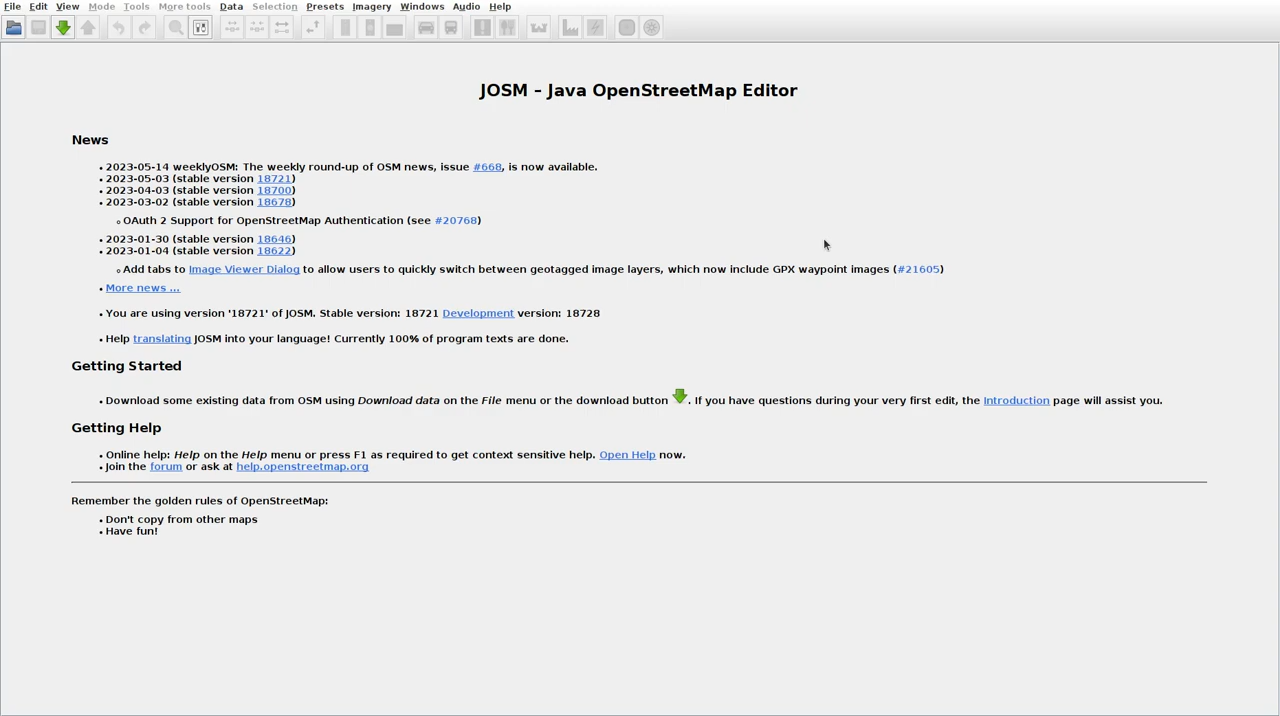 File Edit View Mode Tools More tools Data Selection Presets Imagery Windows Audio Help
JOSM – Java OpenStreetMap Editor
News
2023-05-14 weeklyOSM: The weekly round-up of OSM news, issue #668, is now available.
2023-05-03 (stable version 18721)
2023-04-03 (stable version 18700)
2023-03-02 (stable version 18678)
OAuth 2 Support for OpenStreetMap Authentication (see #20768)
2023-01-30 (stable version 18646)
2023-01-04 (stable version 18622)
Add tabs to Image Viewer Dialog to allow users to quickly switch between geotagged image layers, which now include GPX waypoint images (#21605)
More news ...
You are using version '18721' of JOSM. Stable version: 18721 Development version: 18728
Help translating JOSM into your language! Currently 100% of program texts are done.
Getting Started
Download some existing data from OSM using Download data on the File menu or the download button . If you have questions during your very first edit, the Introduction page will assist you.
Getting Help
Online help: Help on the Help menu or press F1 as required to get context sensitive help. Open Help now.
Join the forum or ask at help.openstreetmap.org
Remember the golden rules of OpenStreetMap:
Don't copy from other maps
Have fun!